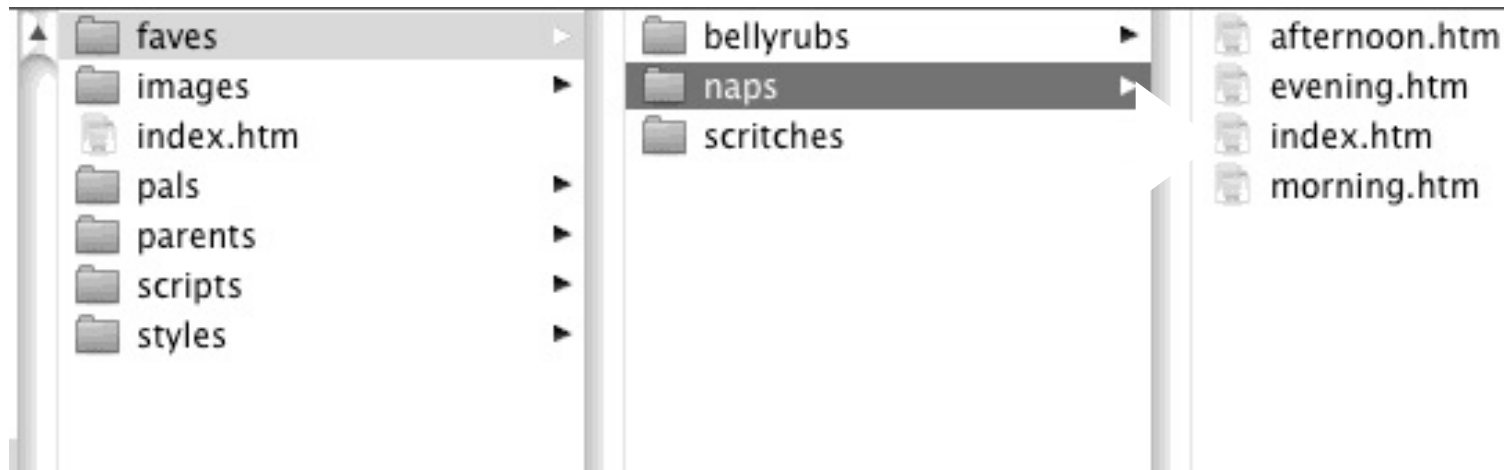 faves
images
index.htm
pals
parents
scripts
styles
bellyrubs
naps
scritches
afternoon.htm
evening.htm
index.htm
morning.htm